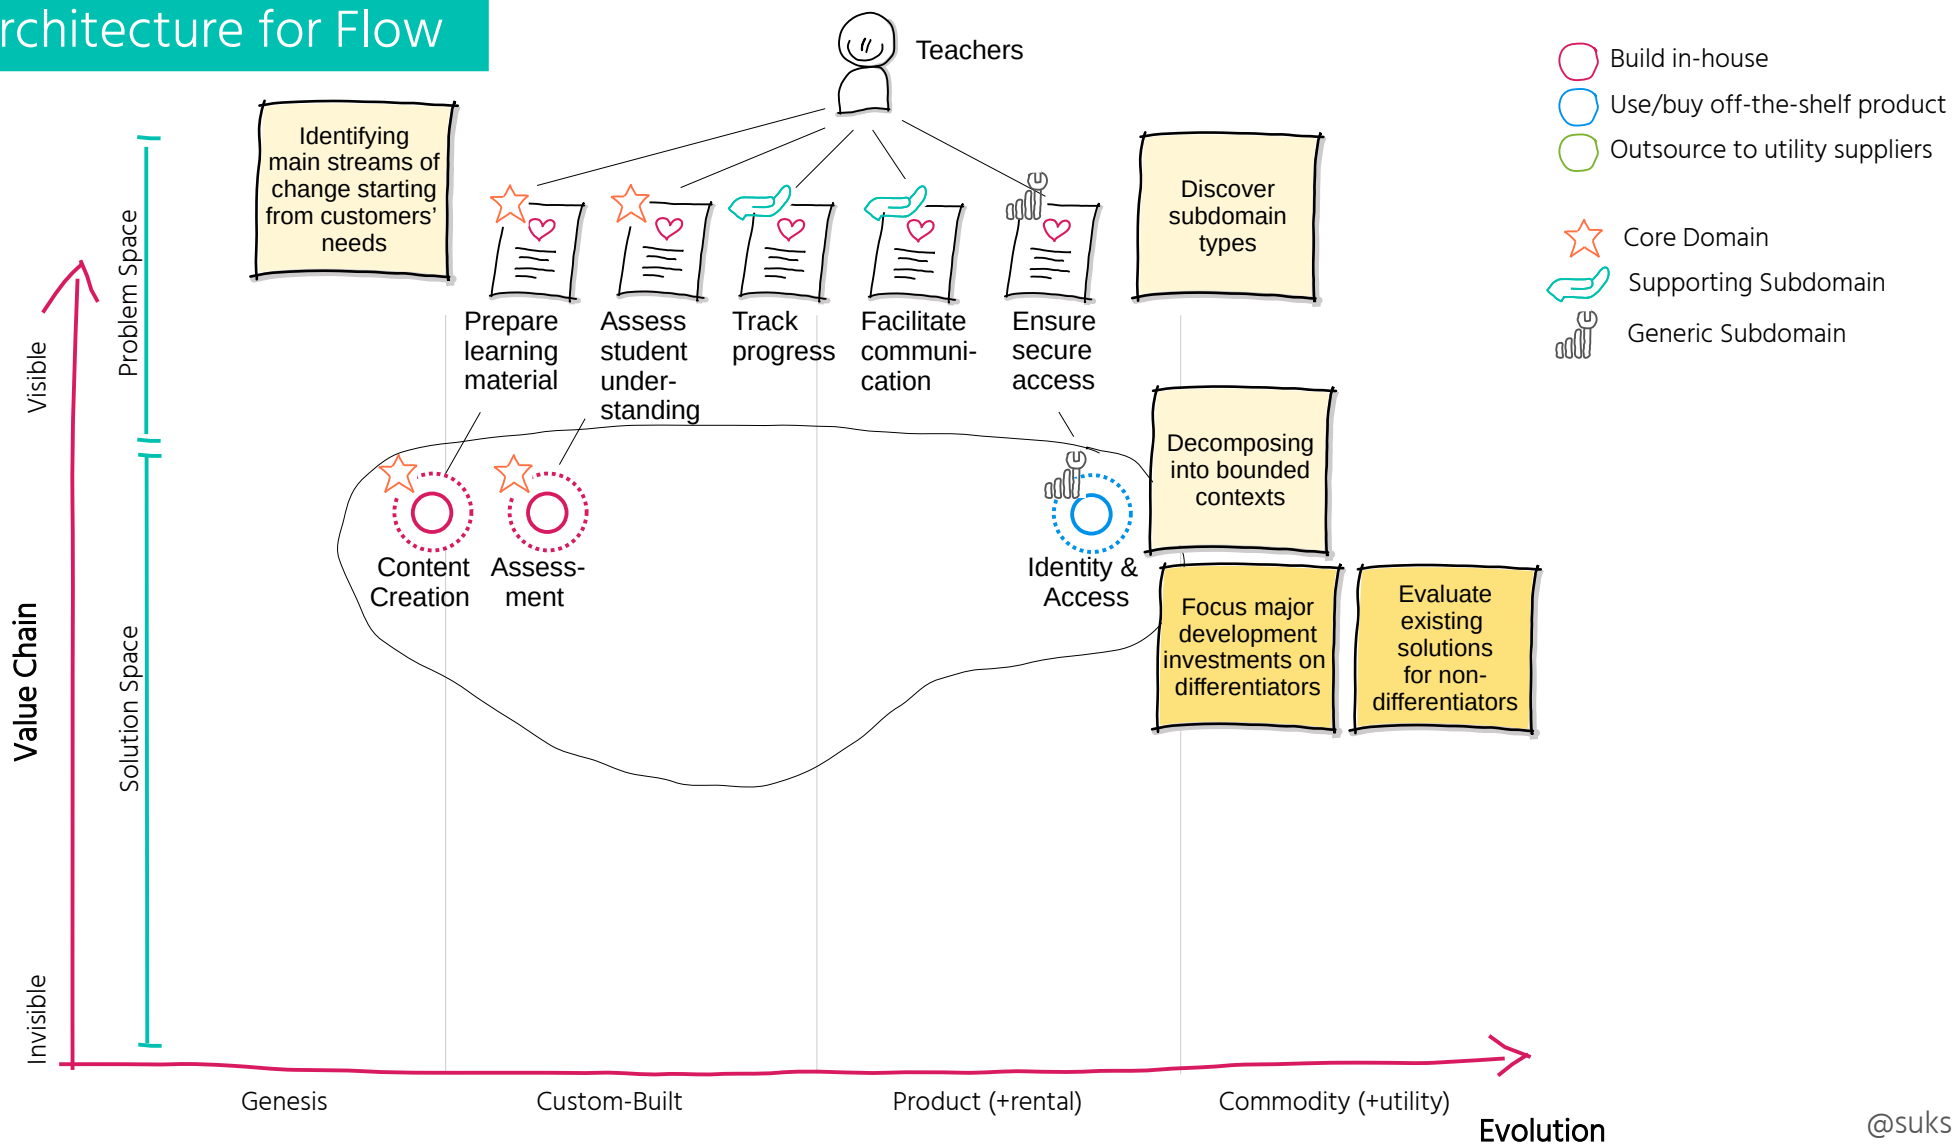 rchitecture for Flow
Teachers
Build in-house
Use/buy off-the-shelf product
Outsource to utility suppliers
Core Domain
Supporting Subdomain
Generic Subdomain
Identifying
main streams of
change starting
from customers’
needs
Discover
subdomain
types
Prepare
learning
material
Assess
student
under-
standing
Track
progress
Facilitate
communi-
cation
Ensure
secure
access
Decomposing
into bounded
contexts
Content
Creation
Assess-
ment
Identity &
Access
Focus major
development
investments on
differentiators
Evaluate
existing
solutions
for non-
differentiators
Visible
Problem Space
Value Chain
Solution Space
Invisible
Genesis
Custom-Built
Product (+rental)
Commodity (+utility)
Evolution
@suks